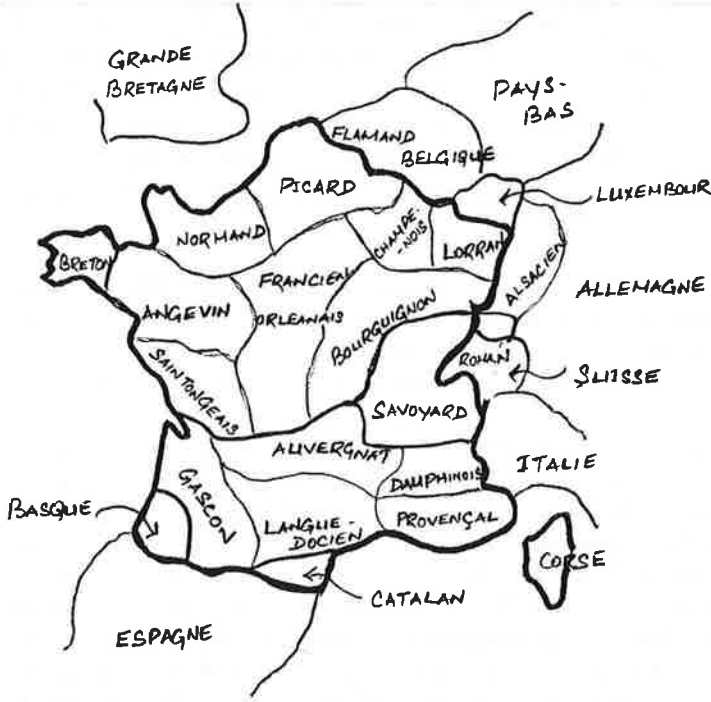 GRANDE
BRETAGNE
PAYS-
BAS
FLAMAND
BELGIQUE
PICARD
LUXEMBOUR
NORMAND
CHAMPE-
NOIS
LORRAN
BRETON
FRANCIEN
ALSACIEN
ALLEMAGNE
ANGEVIN
ORLEANAIS
BOURGUIGNON
ROMAN
SUISSE
SAINTONGEAIS
SAVOYARD
AUVERGNAT
ITALIE
GASCON
DAUPHINOIS
BASQUE
LANGUE-
DOCIEN
PROVENÇAL
CORSE
CATALAN
ESPAGNE